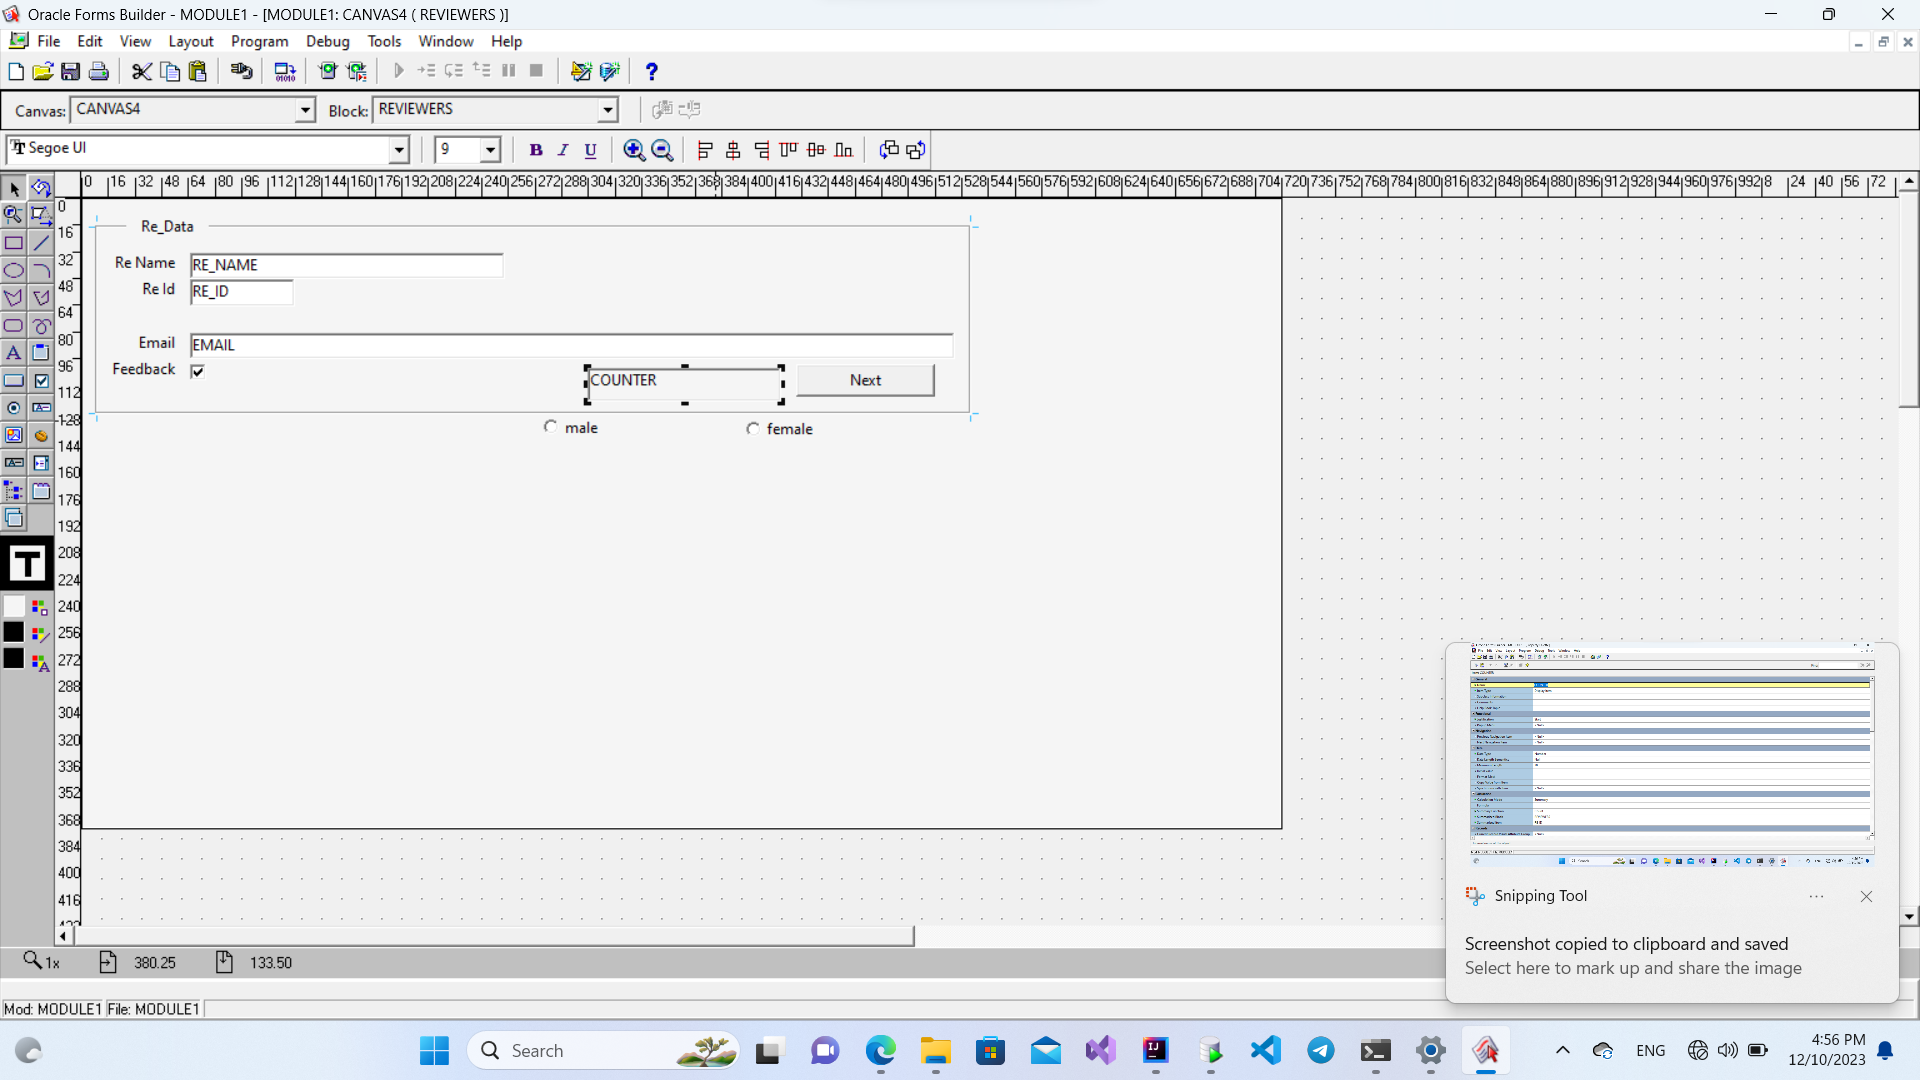 Oracle Forms Builder - MODULE1 - [MODULE1: CANVAS4 ( REVIEWERS )]
File Edit View Layout Program Debug Tools Window Help
Canvas: CANVAS4 Block: REVIEWERS
Segoe UI 9 B I U
0 16 32 48 64 80 96 112 128 144 160 176 192 208 224 240 256 272 288 304 320 336 352 368 384 400 416 432 448 464 480 496 512 528 544 560 576 592 608 624 640 656 672 688 704 720 736 752 768 784 800 816 832 848 864 880 896 912 928 944 960 976 992 8 24 40 56 72
0
16
32
48
64
80
96
112
128
144
160
176
192
208
224
240
256
272
288
304
320
336
352
368
384
400
416
Re_Data
Re Name RE_NAME
Re Id RE_ID
Email EMAIL
Feedback
COUNTER Next
male female
Snipping Tool
Screenshot copied to clipboard and saved
Select here to mark up and share the image
1x 380.25 133.50
Mod: MODULE1 File: MODULE1
Search
ENG
4:56 PM
12/10/2023